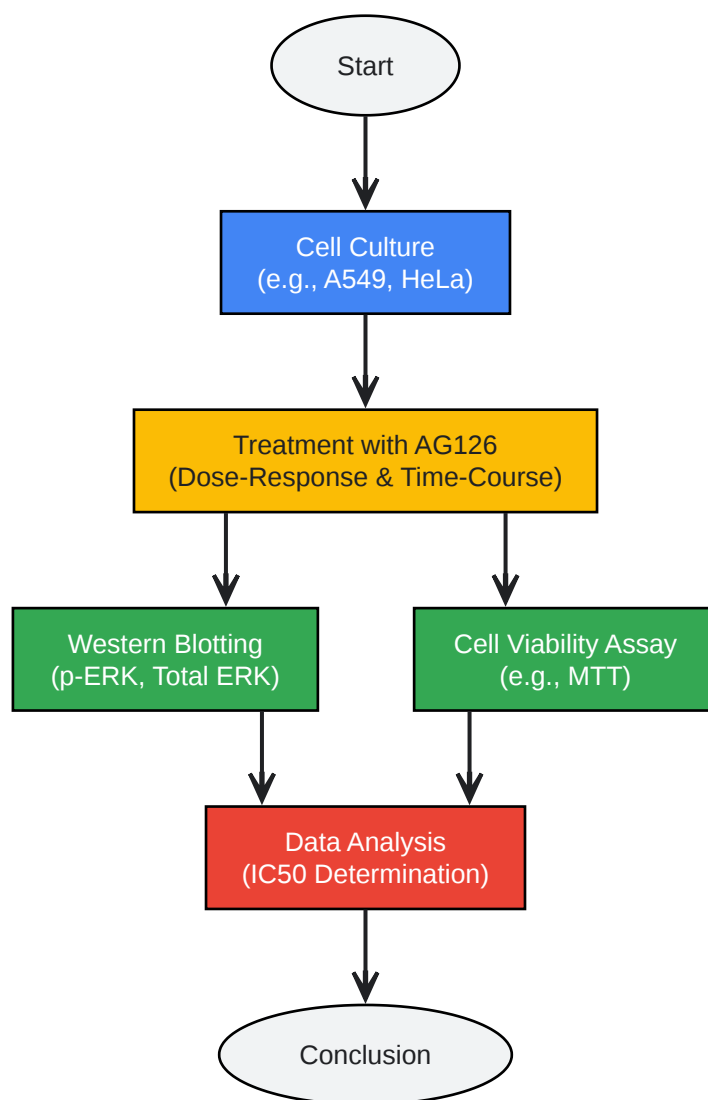 Start
Cell Culture
(e.g., A549, HeLa)
Treatment with AG126
(Dose-Response & Time-Course)
Western Blotting
(p-ERK, Total ERK)
Cell Viability Assay
(e.g., MTT)
Data Analysis
(IC50 Determination)
Conclusion